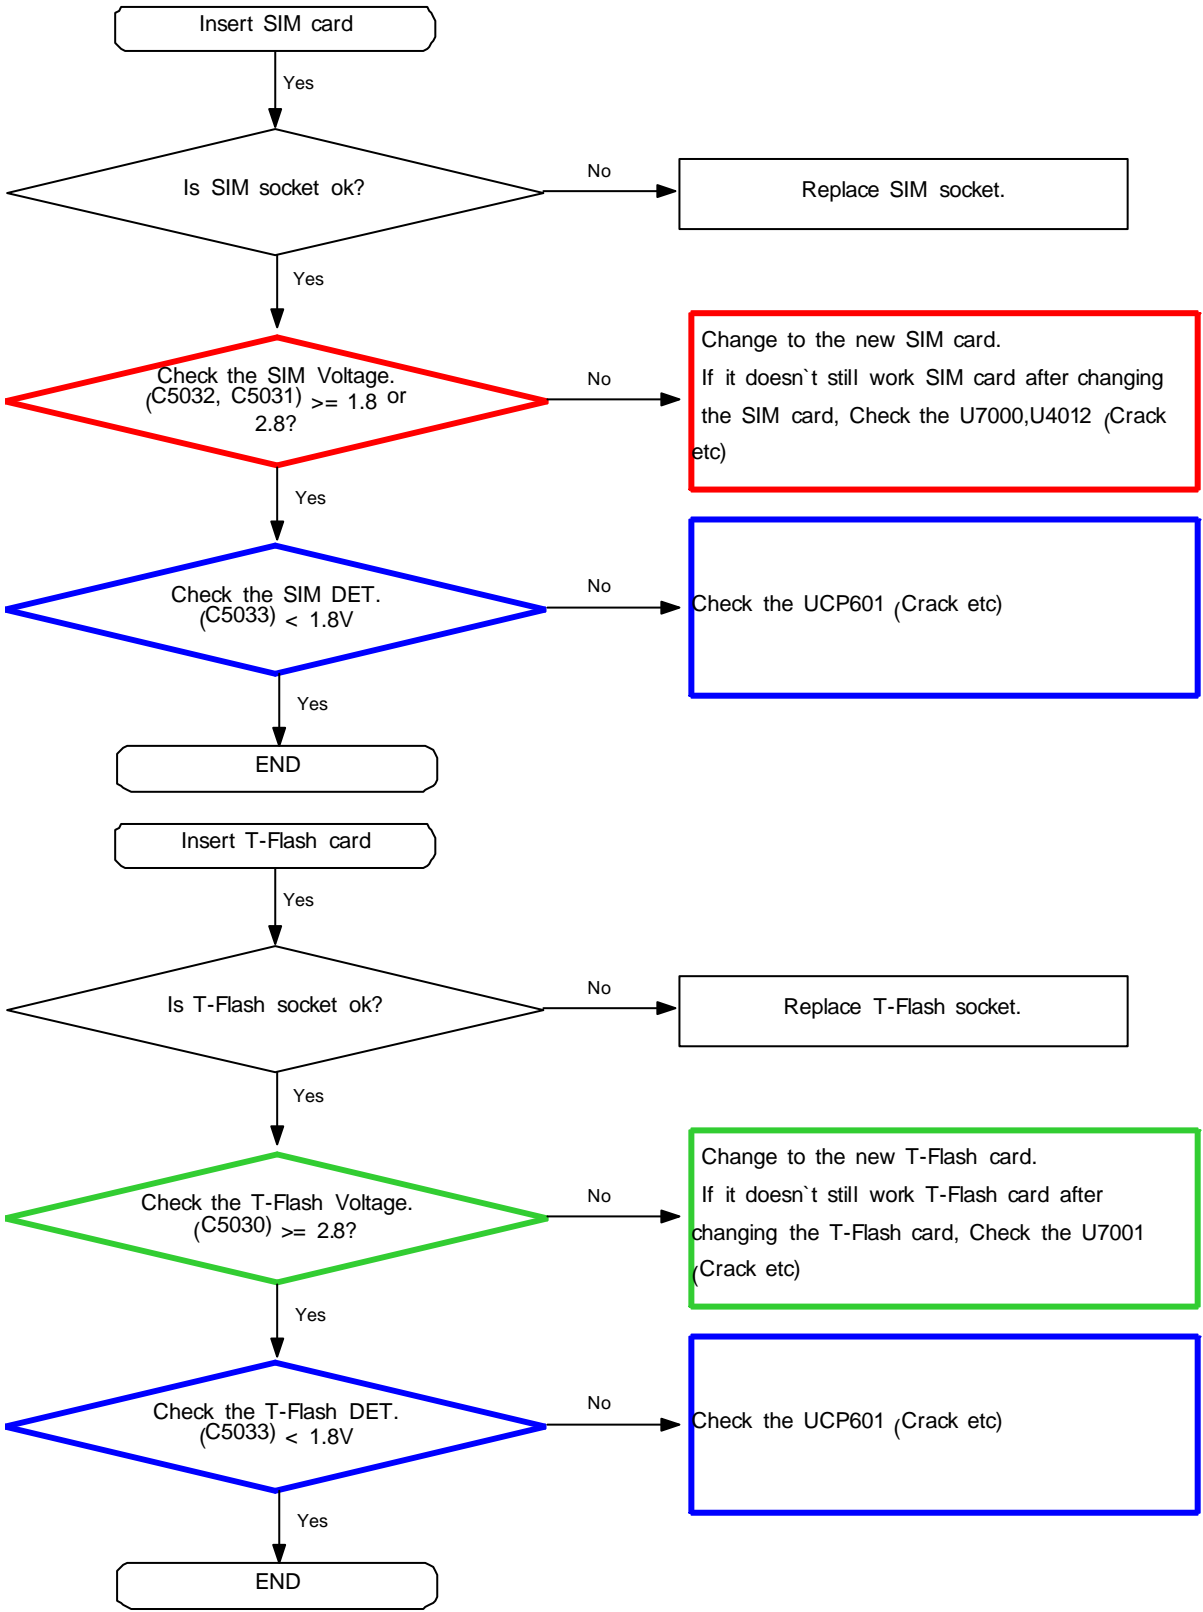 Insert SIM card
Yes
Is SIM socket ok?
No
Replace SIM socket.
Yes
Check the SIM Voltage.
(C5032, C5031) >= 1.8 or
2.8?
No
Change to the new SIM card.
If it doesn`t still work SIM card after changing
the SIM card, Check the U7000,U4012 (Crack
etc)
Yes
Check the SIM DET.
(C5033) < 1.8V
No
Check the UCP601 (Crack etc)
Yes
END
Insert T-Flash card
Yes
Is T-Flash socket ok?
No
Replace T-Flash socket.
Yes
Check the T-Flash Voltage.
(C5030) >= 2.8?
No
Change to the new T-Flash card.
If it doesn`t still work T-Flash card after
changing the T-Flash card, Check the U7001
(Crack etc)
Yes
Check the T-Flash DET.
(C5033) < 1.8V
No
Check the UCP601 (Crack etc)
Yes
END